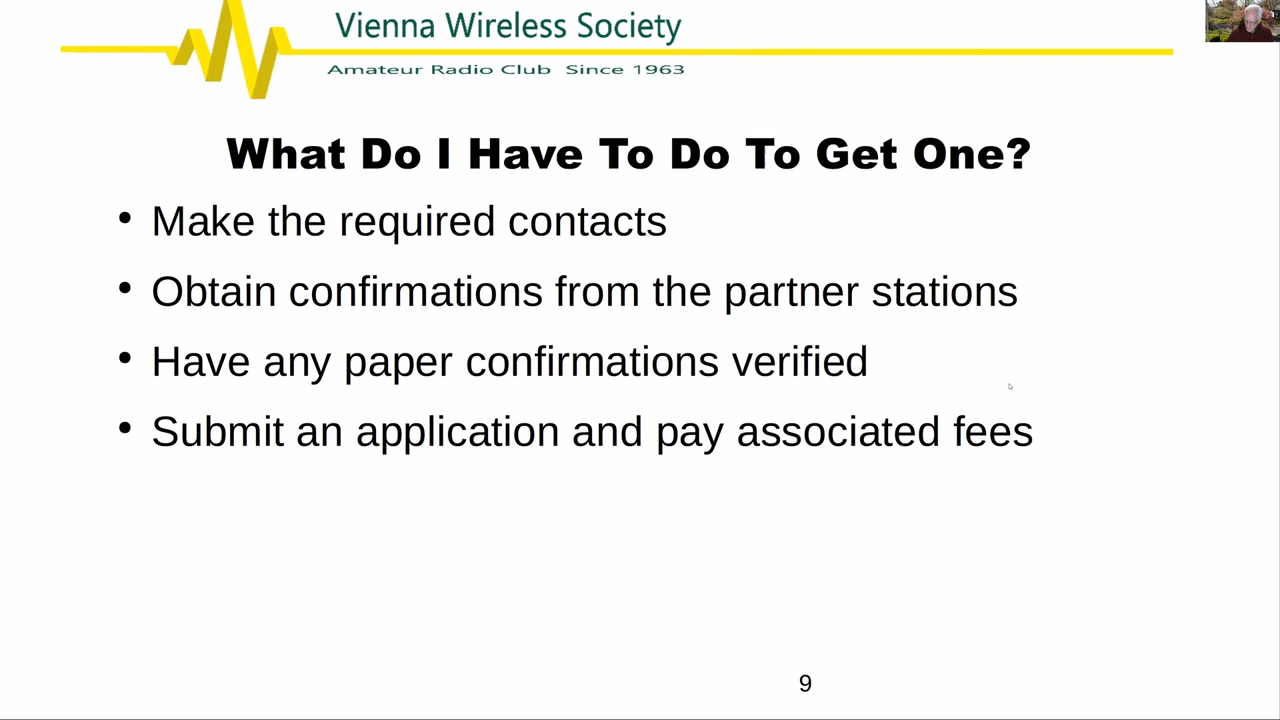 Vienna Wireless Society
Amateur Radio Club Since 1963
What Do I Have To Do To Get One?
• Make the required contacts
• Obtain confirmations from the partner stations
• Have any paper confirmations verified
• Submit an application and pay associated fees
9